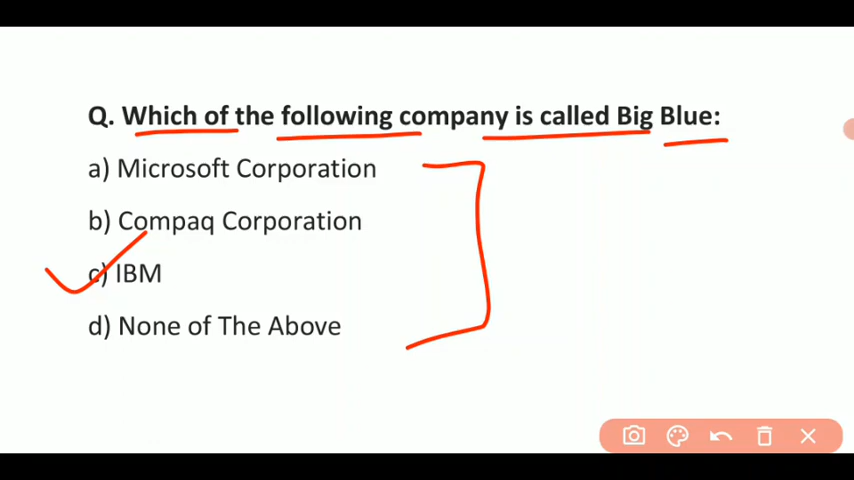 Q. Which of the following company is called Big Blue:
a) Microsoft Corporation
b) Compaq Corporation
c) IBM
d) None of The Above